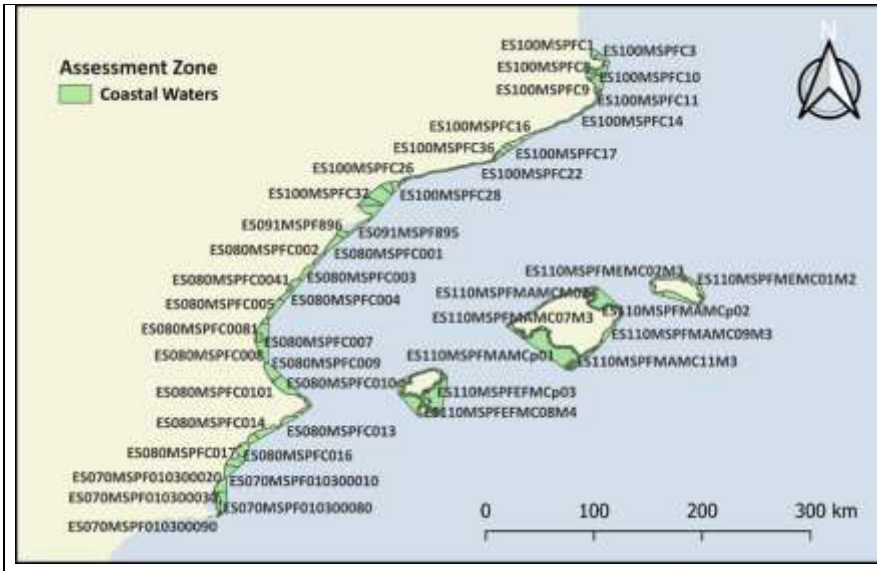 N
Assessment Zone
Coastal Waters
ES100MSPFC1
ES100MSPFC3
ES100MSPFC8
ES100MSPFC10
ES100MSPFC9
ES100MSPFC11
ES100MSPFC14
ES100MSPFC16
ES100MSPFC36
ES100MSPFC17
ES100MSPFC22
ES100MSPFC26
ES100MSPFC32
ES100MSPFC28
ES091MSPF896
ES091MSPF895
ES080MSPFC002
ES080MSPFC001
ES080MSPFC0041
ES080MSPFC003
ES080MSPFC005
ES080MSPFC004
ES080MSPFC0081
ES080MSPFC007
ES080MSPFC008
ES080MSPFC009
ES080MSPFC0101
ES080MSPFC010
ES080MSPFC014
ES080MSPFC013
ES080MSPFC017
ES080MSPFC016
ES070MSPF010300020
ES070MSPF010300010
ES070MSPF010300030
ES070MSPF010300080
ES070MSPF010300090
ES110MSPFMEMC02M3
ES110MSPFMEMC01M2
ES110MSPFMAMCp02
ES110MSPFMAMC07M3
ES110MSPFMAMC09M3
ES110MSPFMAMCp01
ES110MSPFMAMC11M3
ES110MSPFEFMCp03
ES110MSPFEFMC08M4
0 100 200 300 km